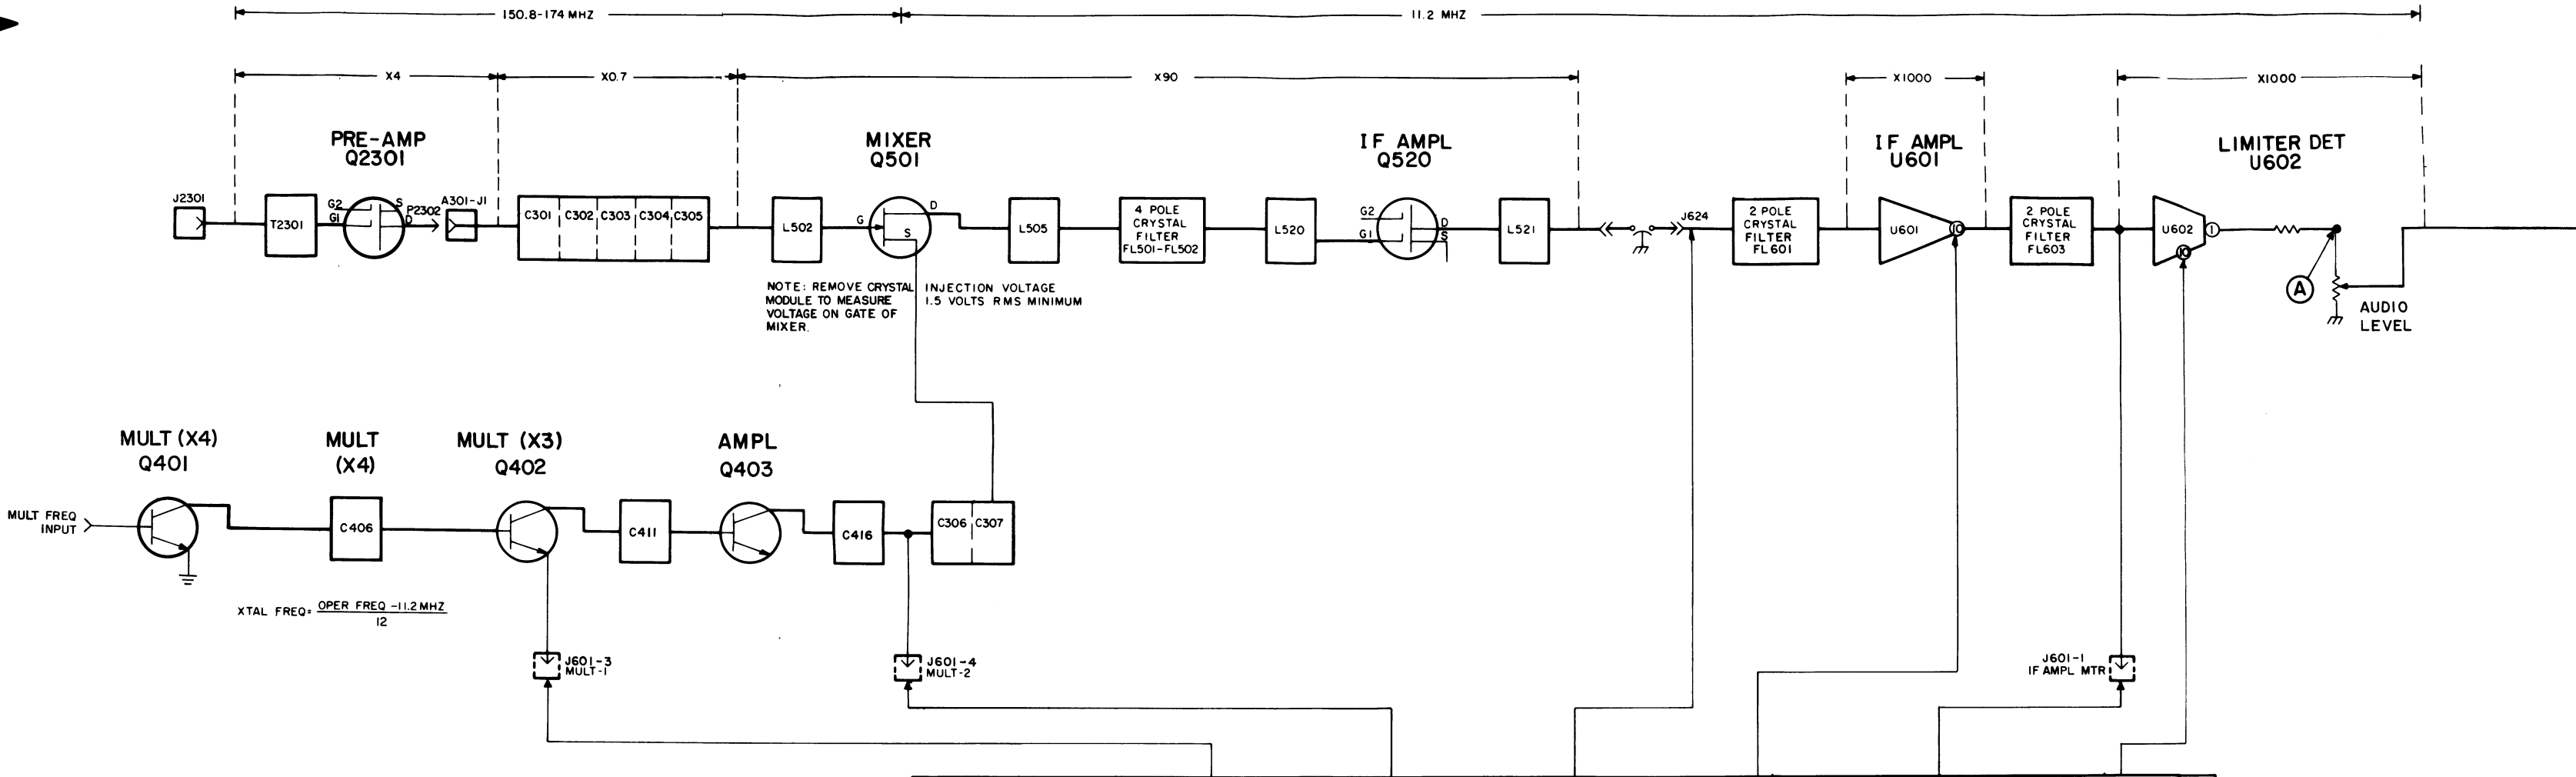 150.8-174 MHZ
11.2 MHZ
X4
X0.7
X90
X1000
X1000
PRE-AMP
Q2301
MIXER
Q501
IF AMPL
Q520
IF AMPL
U601
LIMITER DET
U602
J2301
T2301
G2
G1
S
D
P2302
A301-J1
C301
C302
C303
C304
C305
L502
G
D
S
L505
4 POLE
CRYSTAL
FILTER
FL501-FL502
L520
G2
G1
D
S
L521
J624
2 POLE
CRYSTAL
FILTER
FL601
U601
10
2 POLE
CRYSTAL
FILTER
FL603
U602
1
10
A
AUDIO
LEVEL
NOTE: REMOVE CRYSTAL
MODULE TO MEASURE
VOLTAGE ON GATE OF
MIXER.
INJECTION VOLTAGE
1.5 VOLTS RMS MINIMUM
MULT (X4)
Q401
MULT
(X4)
MULT (X3)
Q402
AMPL
Q403
MULT FREQ
INPUT
C406
C411
C416
C306
C307
XTAL FREQ= OPER FREQ -11.2MHZ
12
J601-3
MULT-1
J601-4
MULT-2
J601-1
IF AMPL MTR